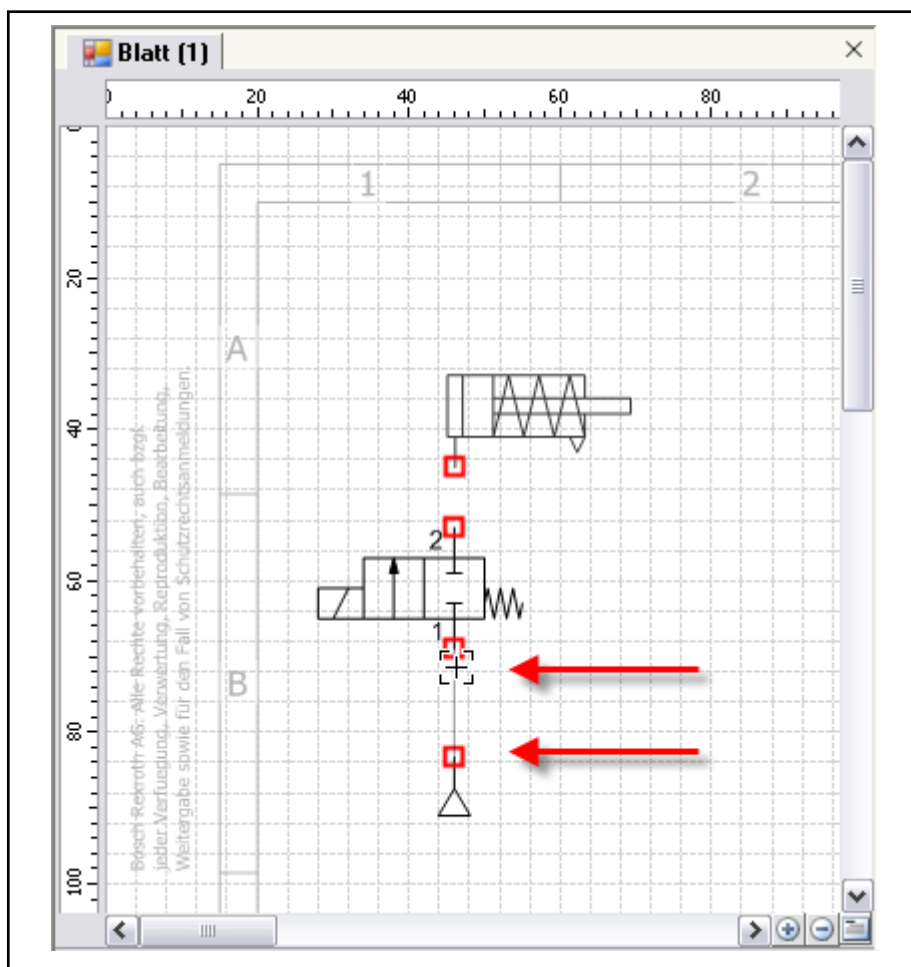 Blatt (1)
0 20 40 60 80
0
20
40
60
80
100
1 2
A
B
2
1
Bosch Rexroth AG. Alle Rechte vorbehalten, auch bzgl.
jeder Verfuegung, Verwertung, Reproduktion, Bearbeitung,
Weitergabe sowie für den Fall von Schutzrechtsanmeldungen.